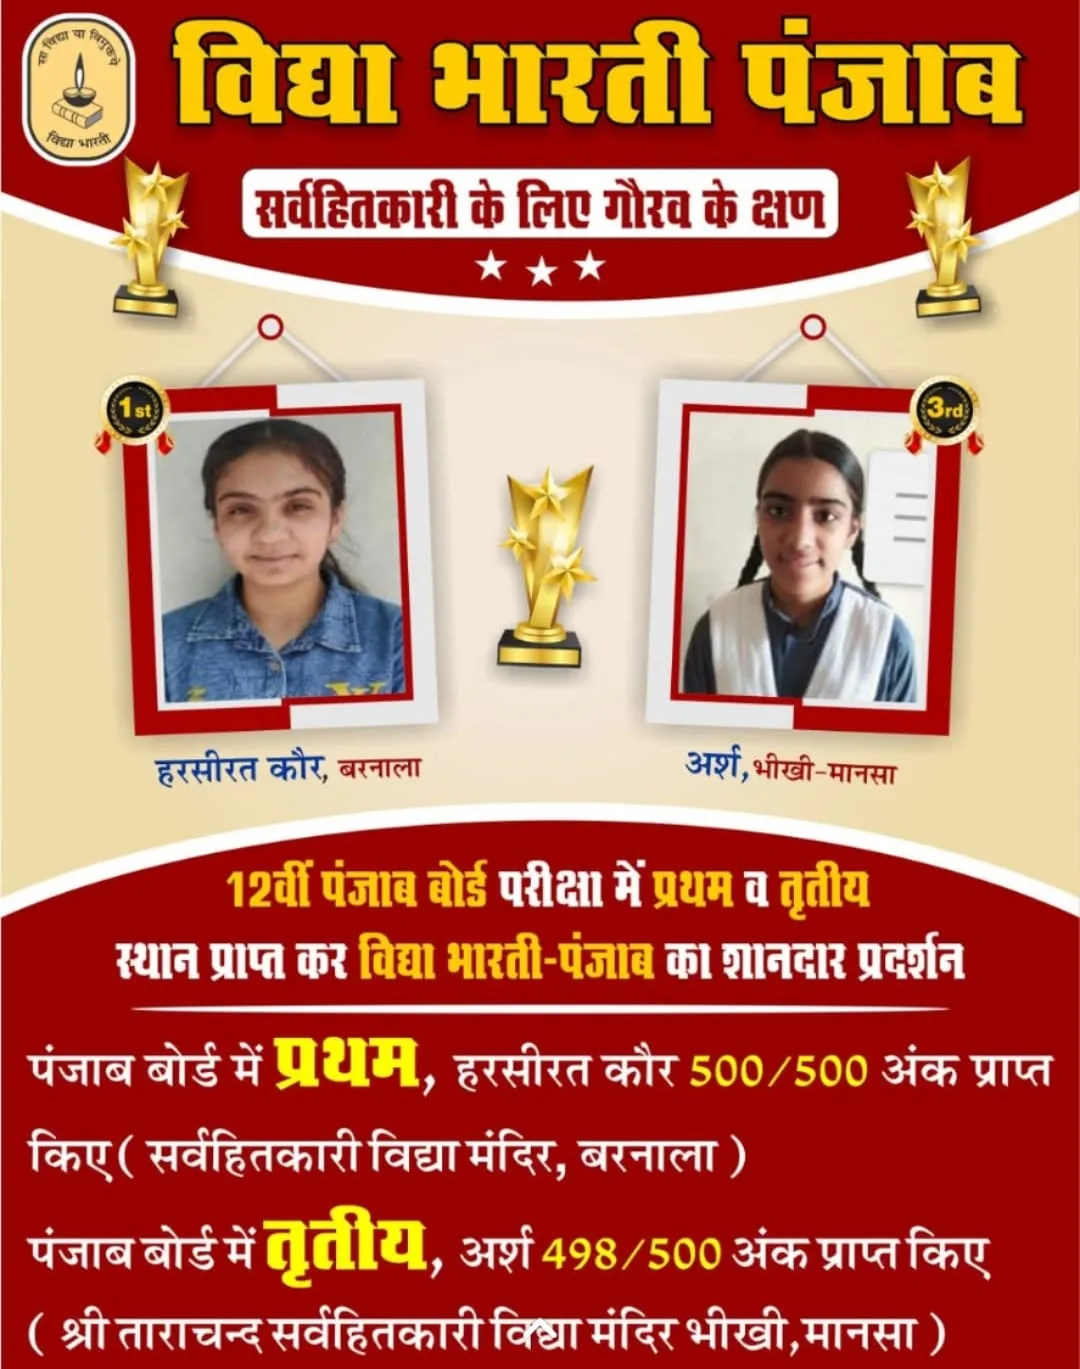 सा विद्या या विमुक्तये
विद्या भारती
विद्या भारती पंजाब
सर्वहितकारी के लिए गौरव के क्षण
1st
3rd
हरसीरत कौर, बरनाला
अर्श, भीखी-मानसा
12वीं पंजाब बोर्ड परीक्षा में प्रथम व तृतीय
स्थान प्राप्त कर विद्या भारती-पंजाब का शानदार प्रदर्शन
पंजाब बोर्ड में प्रथम, हरसीरत कौर 500/500 अंक प्राप्त
किए( सर्वहितकारी विद्या मंदिर, बरनाला )
पंजाब बोर्ड में तृतीय, अर्श 498/500 अंक प्राप्त किए
( श्री ताराचन्द सर्वहितकारी विद्या मंदिर भीखी,मानसा )